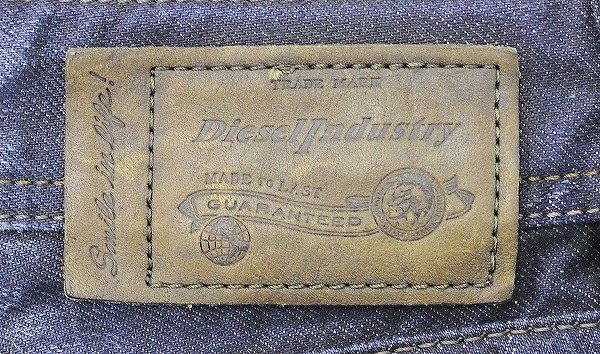 Smile in life!
TRADE MARK
DieselIndustry
MADE TO LAST
GUARANTEED